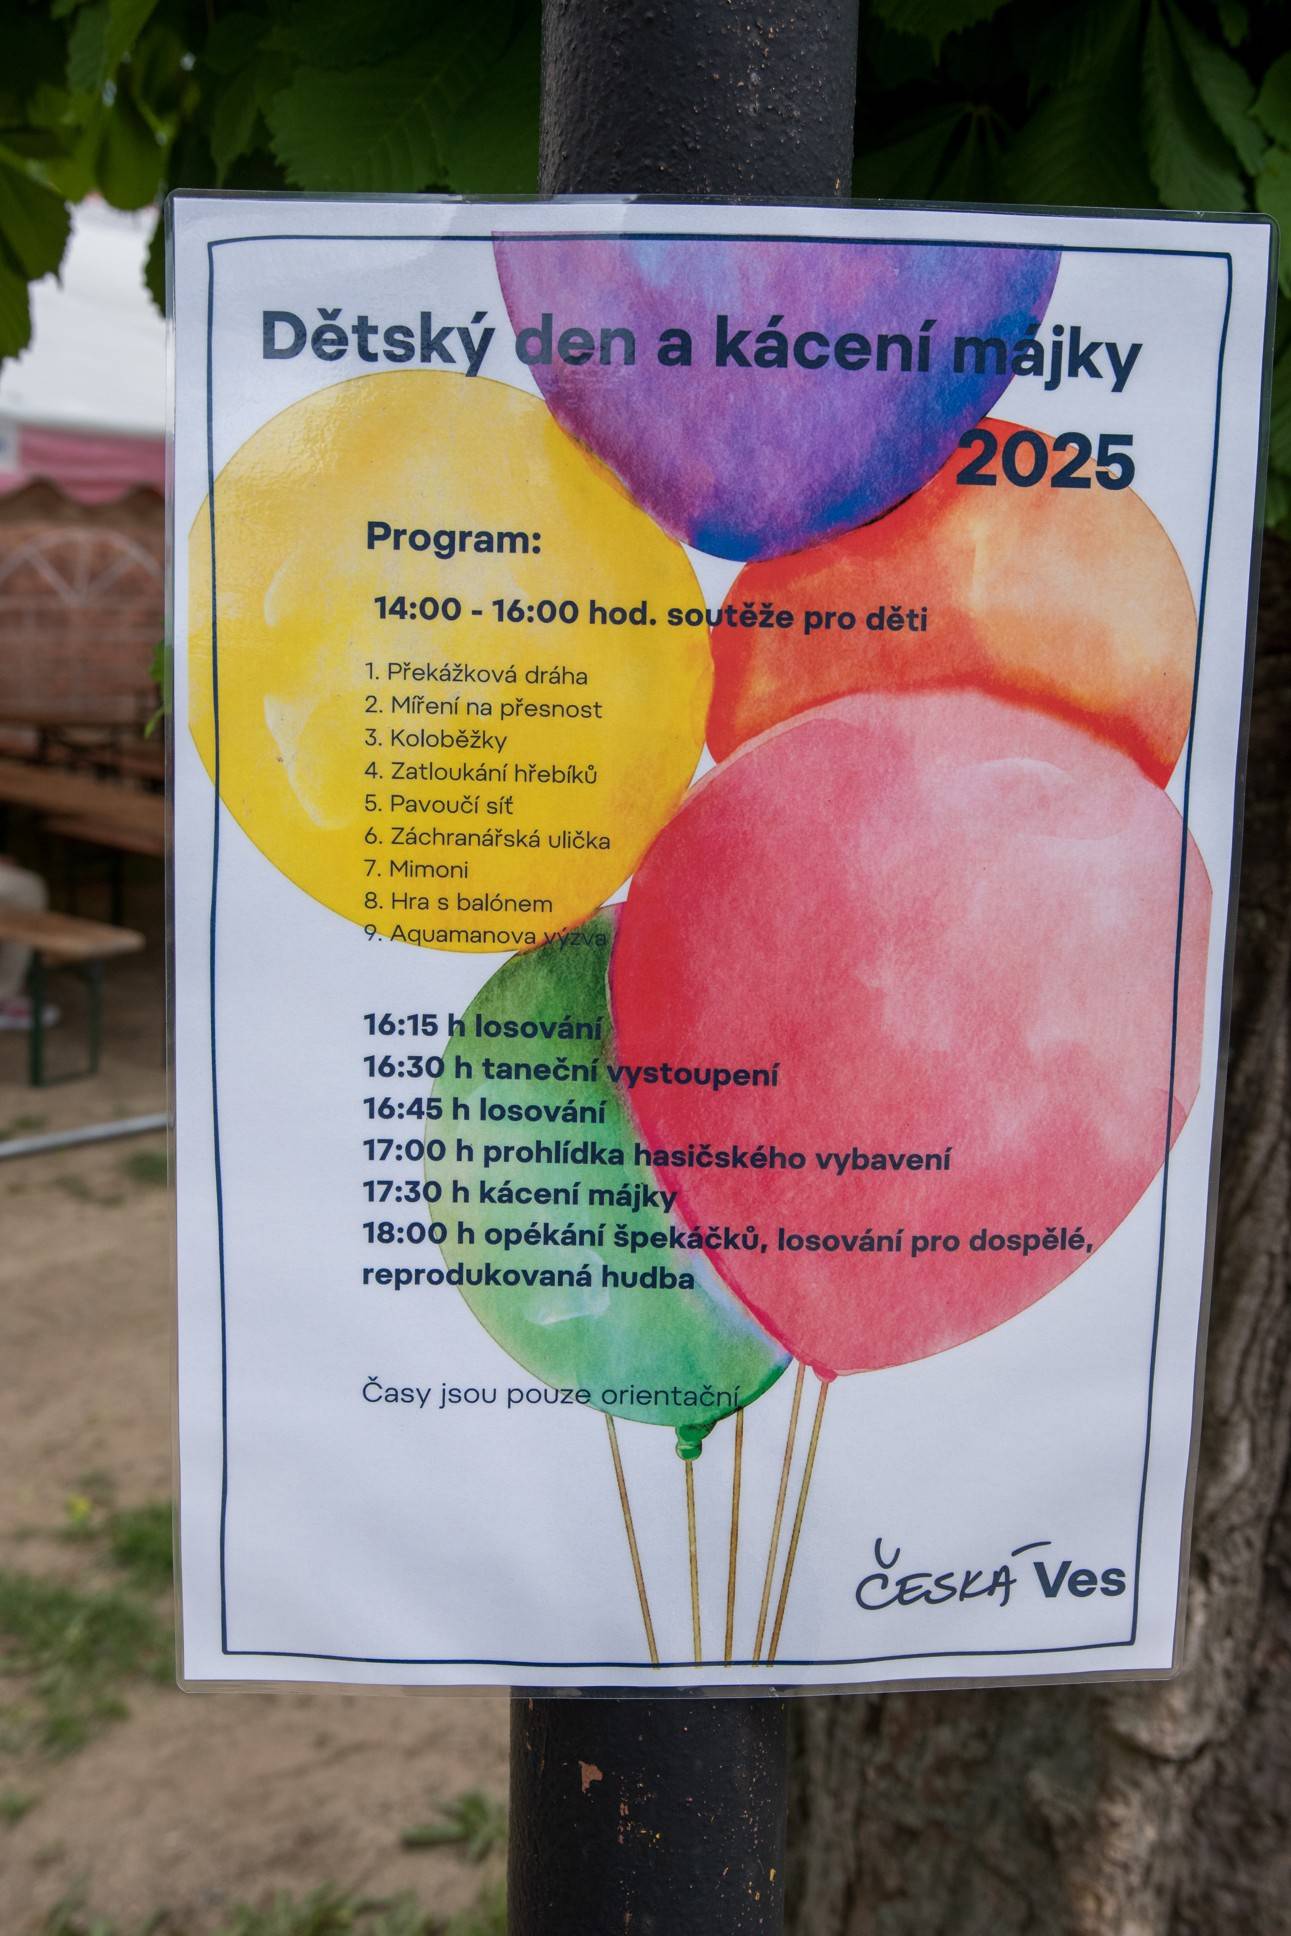 Dětský den a kácení májky
2025
Program:
14:00 - 16:00 hod. soutěže pro děti
1. Překážková dráha
2. Míření na přesnost
3. Koloběžky
4. Zatloukání hřebíků
5. Pavoučí síť
6. Záchranářská ulička
7. Mimoni
8. Hra s balónem
9. Aquamanova výzva
16:15 h losování
16:30 h taneční vystoupení
16:45 h losování
17:00 h prohlídka hasičského vybavení
17:30 h kácení májky
18:00 h opékání špekáčků, losování pro dospělé,
reprodukovaná hudba
Časy jsou pouze orientační.
ČESKÁ Ves